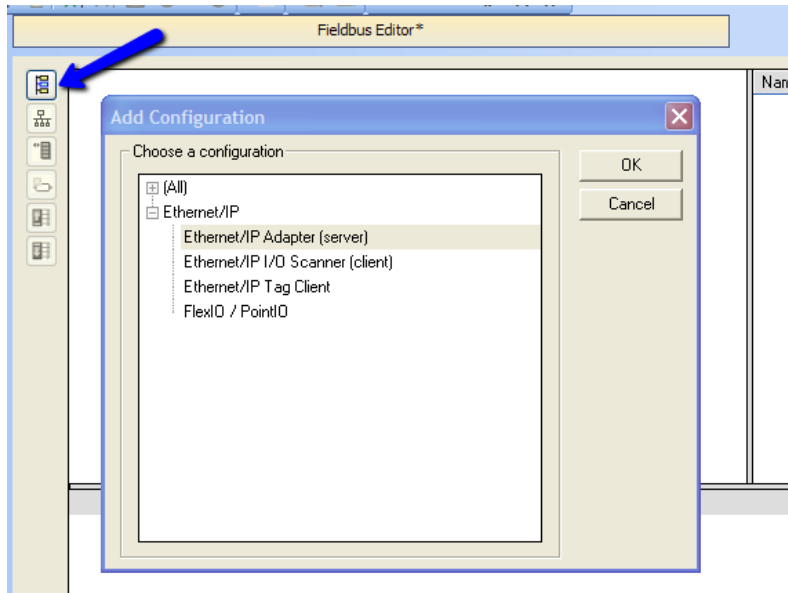 Fieldbus Editor*
Nam
Add Configuration
Choose a configuration
OK
Cancel
(All)
Ethernet/IP
Ethernet/IP Adapter (server)
Ethernet/IP I/O Scanner (client)
Ethernet/IP Tag Client
FlexIO / PointIO